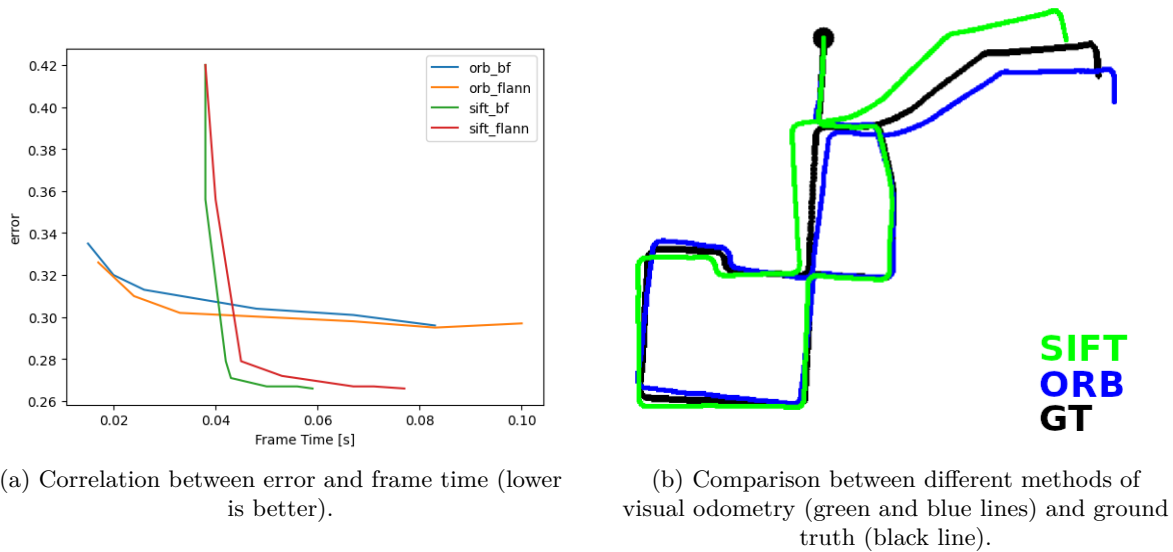 0.42
0.40
0.38
0.36
0.34
0.32
0.30
0.28
0.26
error
orb_bf
orb_flann
sift_bf
sift_flann
0.02 0.04 0.06 0.08 0.10
Frame Time [s]
SIFT
ORB
GT
(a) Correlation between error and frame time (lower
is better).
(b) Comparison between different methods of
visual odometry (green and blue lines) and ground
truth (black line).